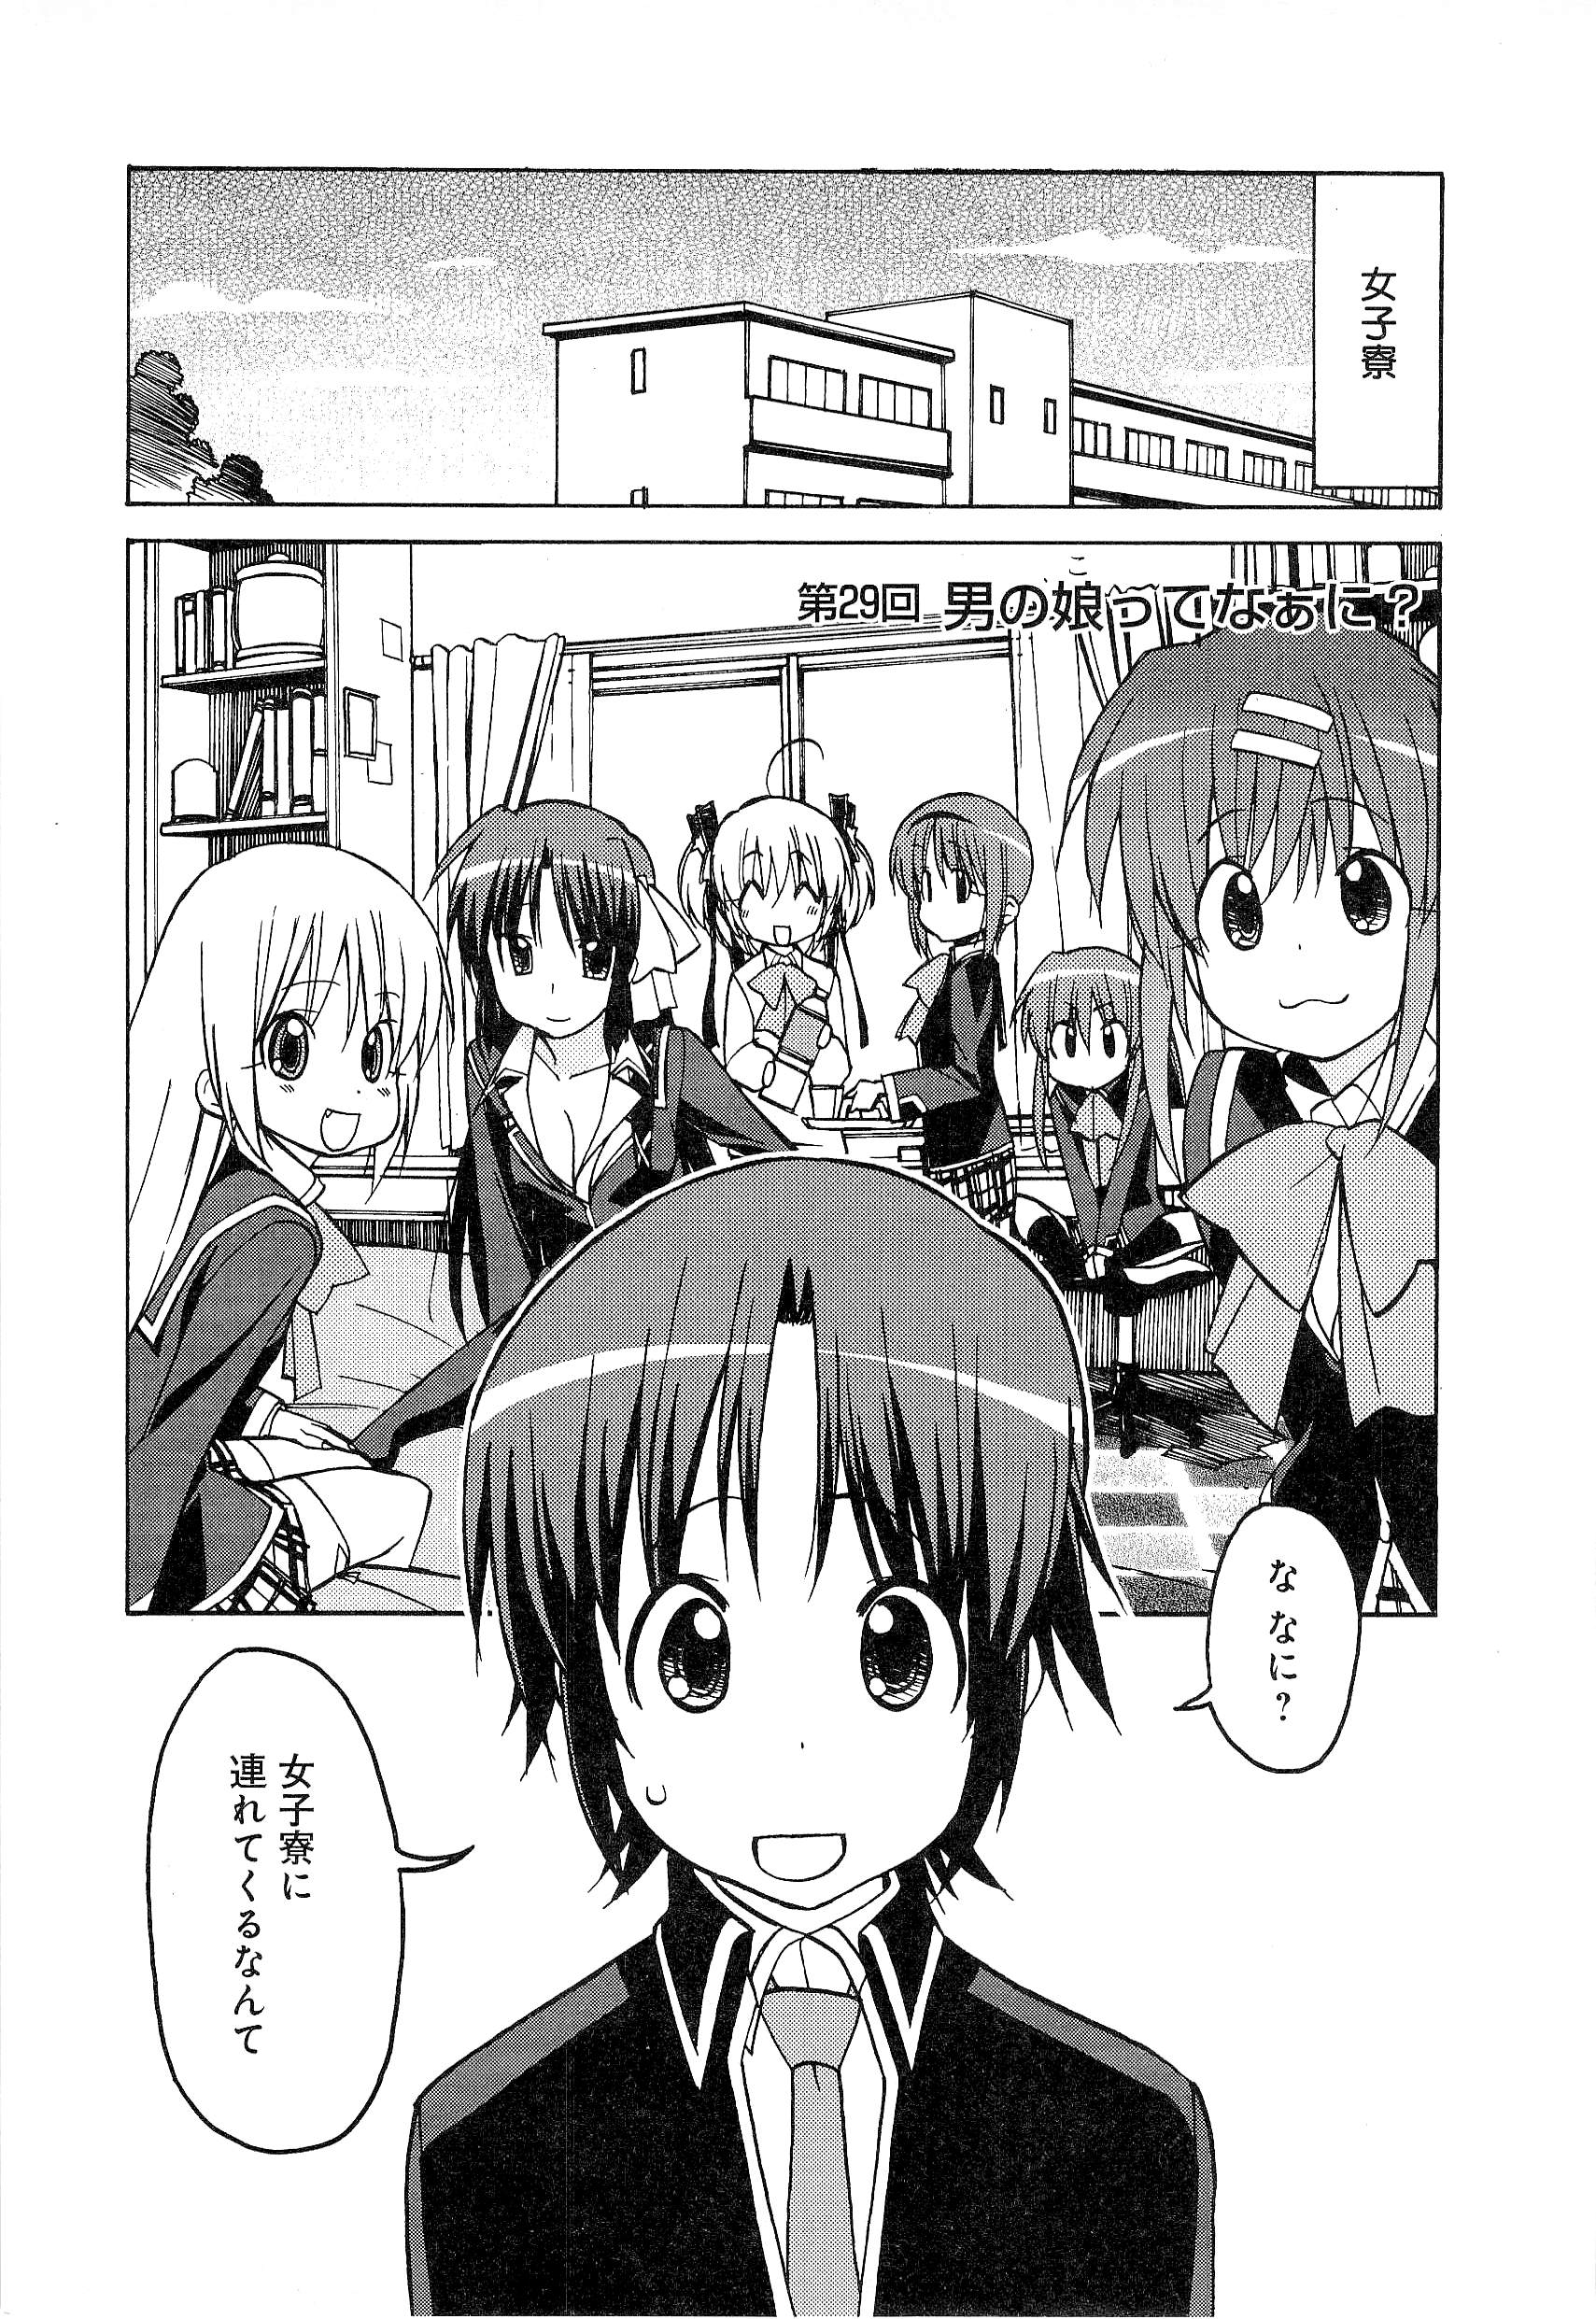 女子寮
こ
第29回 男の娘ってなぁに?
な なに?
女子寮に
連れてくるなんて